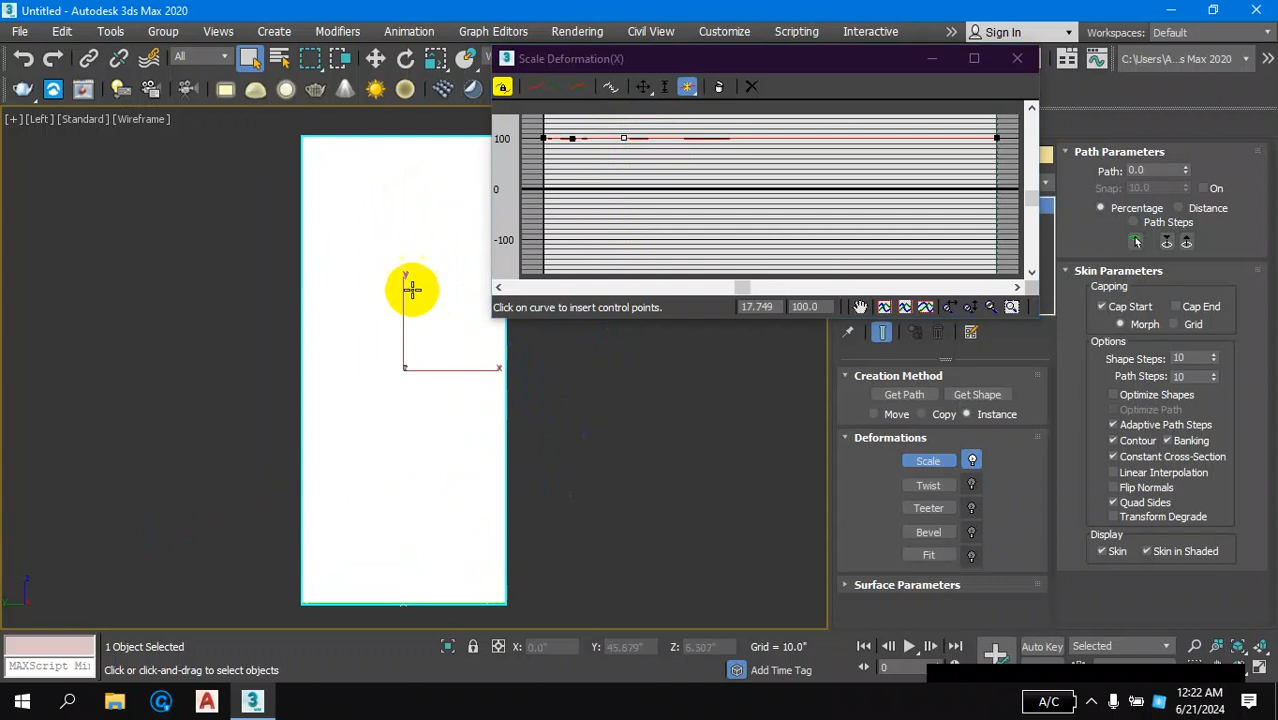 Untitled - Autodesk 3ds Max 2020
File Edit Tools Group Views Create Modifiers Animation Graph Editors Rendering Civil View Customize Scripting Interactive
Sign In
Workspaces: Default
All
Scale Deformation(X)
C:\Users\A...s Max 2020
[+] [Left] [Standard] [Wireframe]
100
0
-100
Click on curve to insert control points.
17.749
100.0
y
x
z
z
y
Path Parameters
Path: 0.0
Snap: 10.0 On
Percentage Distance
Path Steps
Skin Parameters
Capping
Cap Start Cap End
Morph Grid
Options
Shape Steps: 10
Path Steps: 10
Optimize Shapes
Optimize Path
Adaptive Path Steps
Contour Banking
Constant Cross-Section
Linear Interpolation
Flip Normals
Quad Sides
Transform Degrade
Display
Skin Skin in Shaded
Creation Method
Get Path Get Shape
Move Copy Instance
Deformations
Scale
Twist
Teeter
Bevel
Fit
Surface Parameters
1 Object Selected
MAXScript Mi
Click or click-and-drag to select objects
X: 0.0"
Y: 45.679"
Z: 6.507"
Grid = 10.0"
Add Time Tag
Auto Key
Selected
0
A/C
12:22 AM
6/21/2024